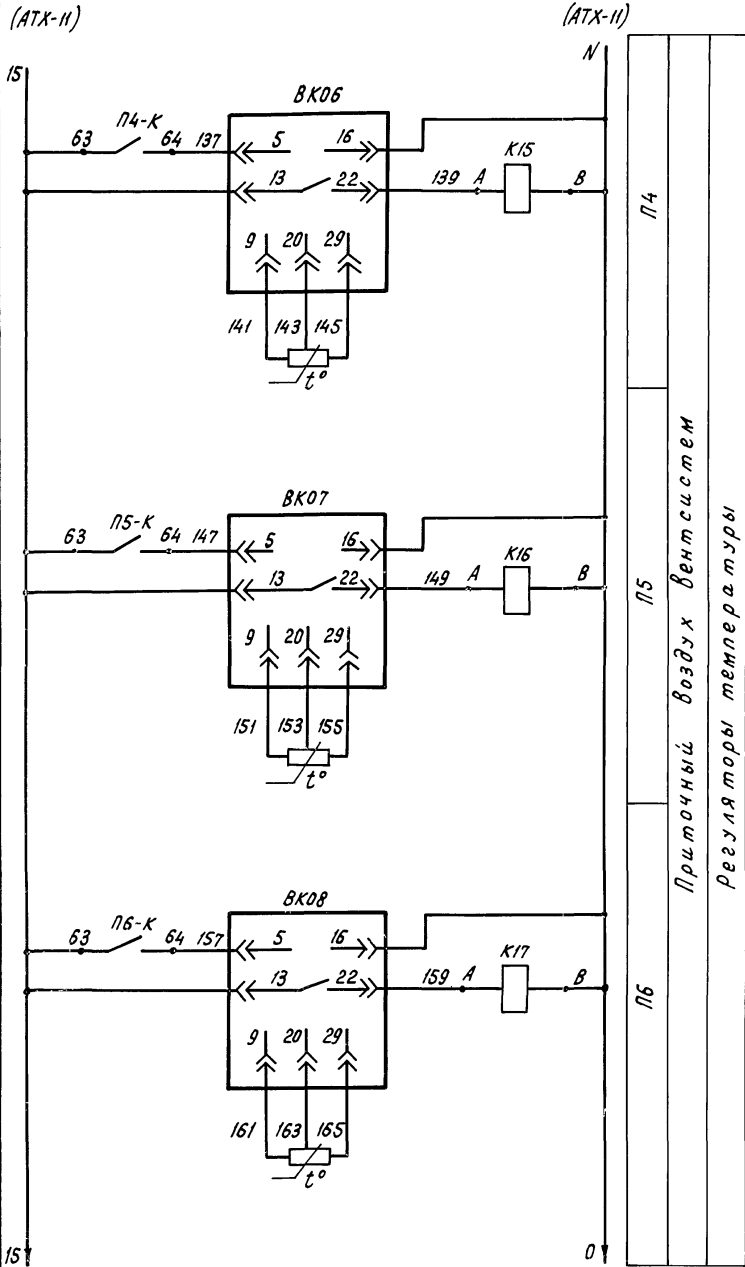 (АТХ-11)
(АТХ-11)
15
N
ВК06
63 П4-К 64 137 5 16
К15
13 22 139 А В
9 20 29
141 143 145
t°
П4
ВК07
63 П5-К 64 147 5 16
К16
13 22 149 А В
9 20 29
151 153 155
t°
П5
ВК08
63 П6-К 64 157 5 16
К17
13 22 159 А В
9 20 29
161 163 165
t°
П6
15
0
Приточный воздух вентсистем
Регуляторы температуры